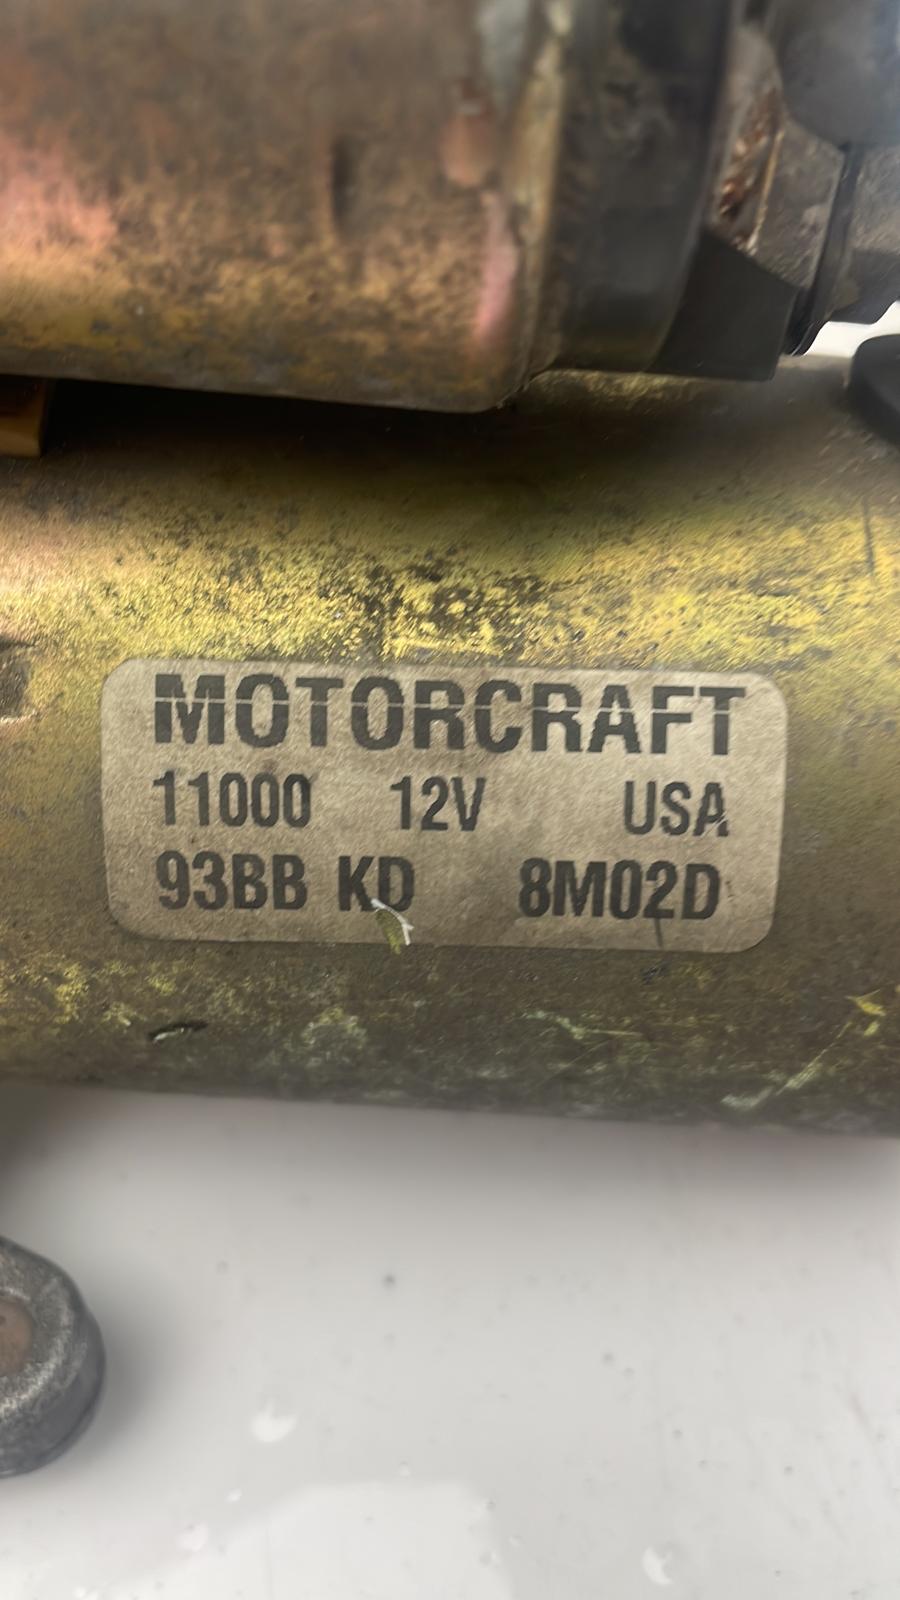 MOTORCRAFT
11000 12V USA
93BB KD 8M02D